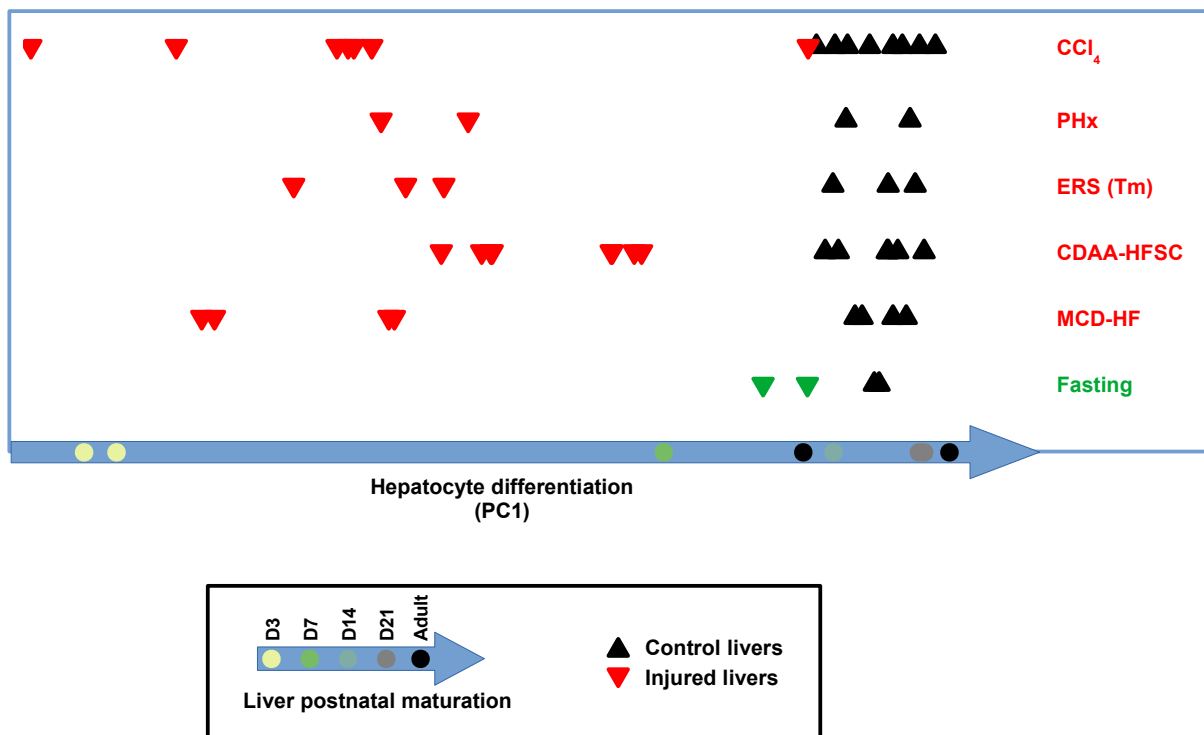 CCl₄
PHx
ERS (Tm)
CDAA-HFSC
MCD-HF
Fasting
Hepatocyte differentiation
(PC1)
D3
D7
D14
D21
Adult
Liver postnatal maturation
Control livers
Injured livers